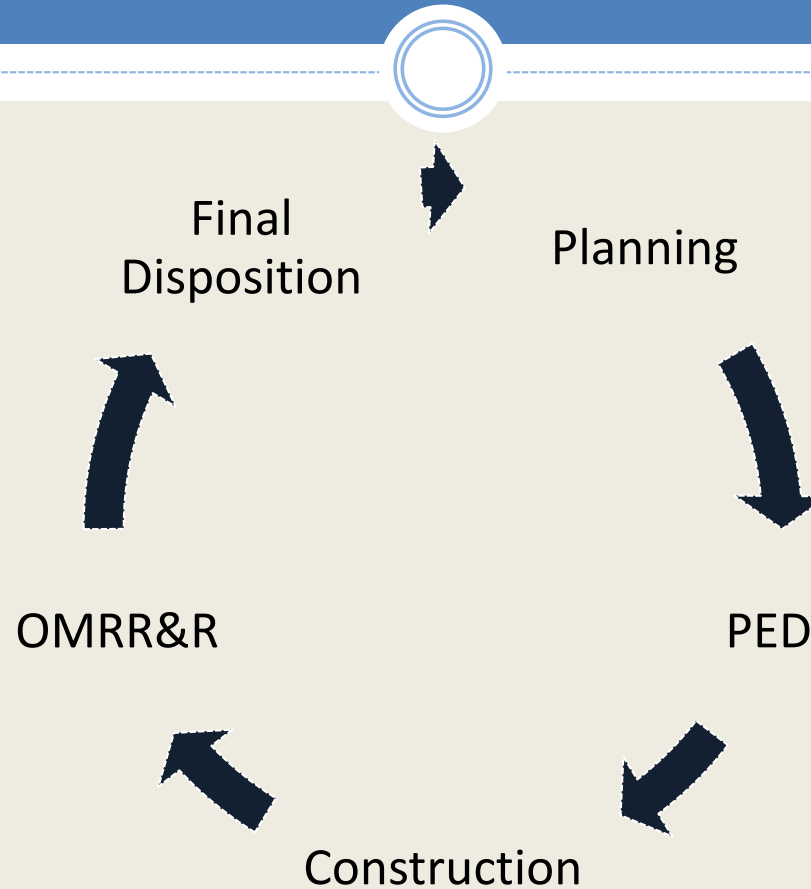 Final
Disposition
Planning
OMRR&R
PED
Construction